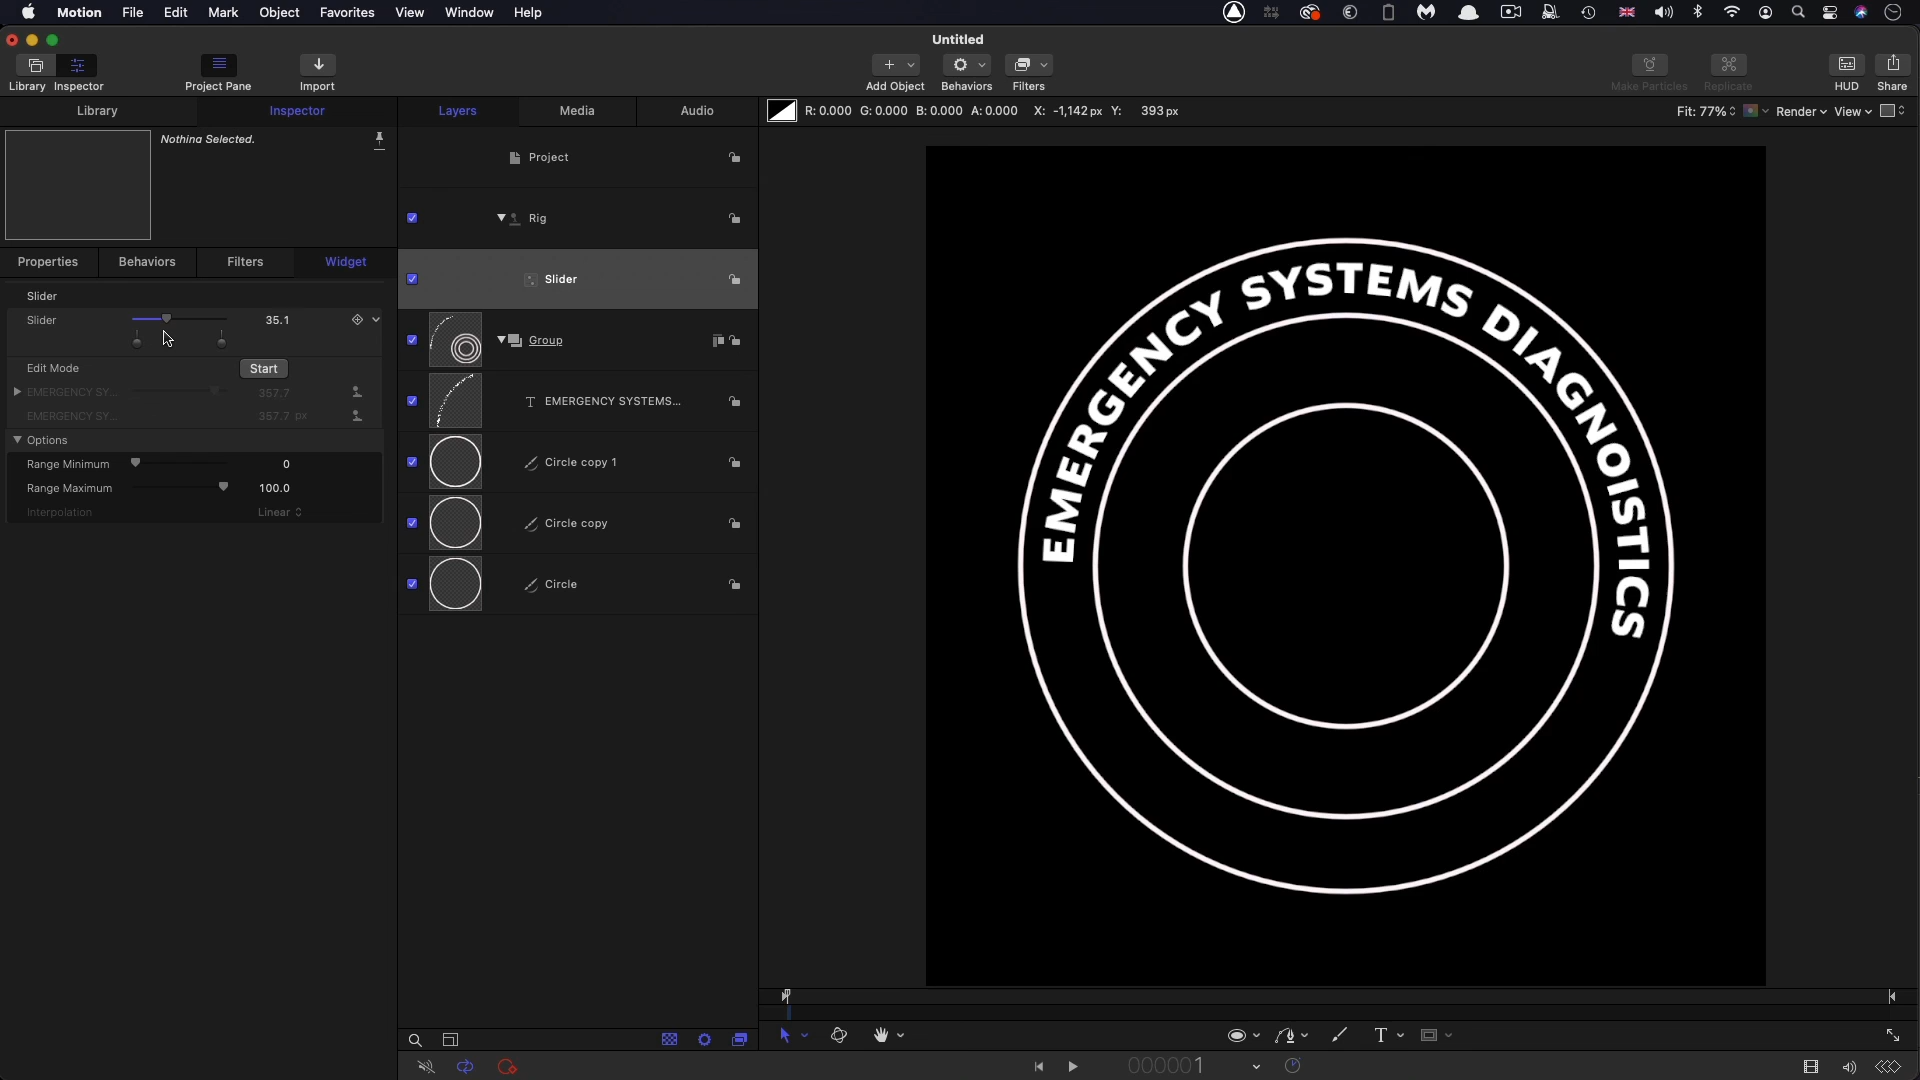 Motion File Edit Mark Object Favorites View Window Help
Untitled
Library Inspector Project Pane Import Add Object Behaviors Filters Make Particles Replicate HUD Share
Library Inspector Layers Media Audio R: 0.000 G: 0.000 B: 0.000 A: 0.000 X: -1,142 px Y: 393 px Fit: 77% Render View
Nothing Selected.
Project
Rig
Properties Behaviors Filters Widget
Slider
Slider
Slider 35.1
Group
Edit Mode Start
EMERGENCY SY... 357.7
EMERGENCY SYSTEMS...
EMERGENCY SY... 357.7 px
Options
Range Minimum 0
Circle copy 1
Range Maximum 100.0
Interpolation Linear
Circle copy
Circle
EMERGENCY SYSTEMS DIAGNOISTICS
T
000001